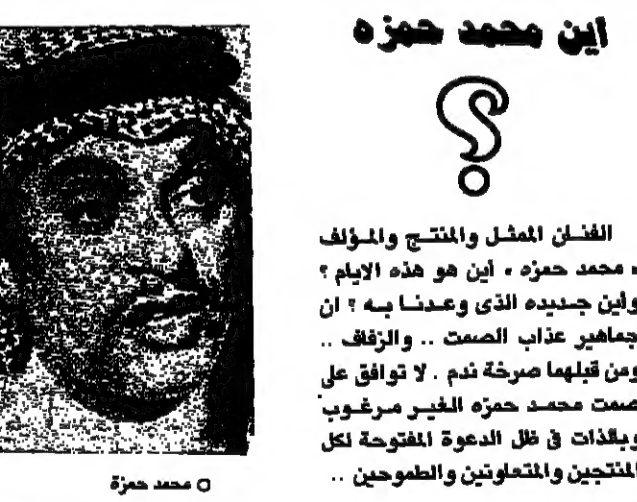 اين محمد حمزه
؟
الفنان الممثل والمنتج والمؤلف
« محمد حمزه » أين هو هذه الايام ؟
وأين جديده الذى وعدنا به ؟ ان
جماهير عذاب الصمت .. والزفاف ..
ومن قبلهما صرخة ندم . لا توافق على
صمت محمد حمزه الغير مرغوب
وبالذات في ظل الدعوة المفتوحة لكل
المنتجين والمتعاونين والطموحين ..
محمد حمزة